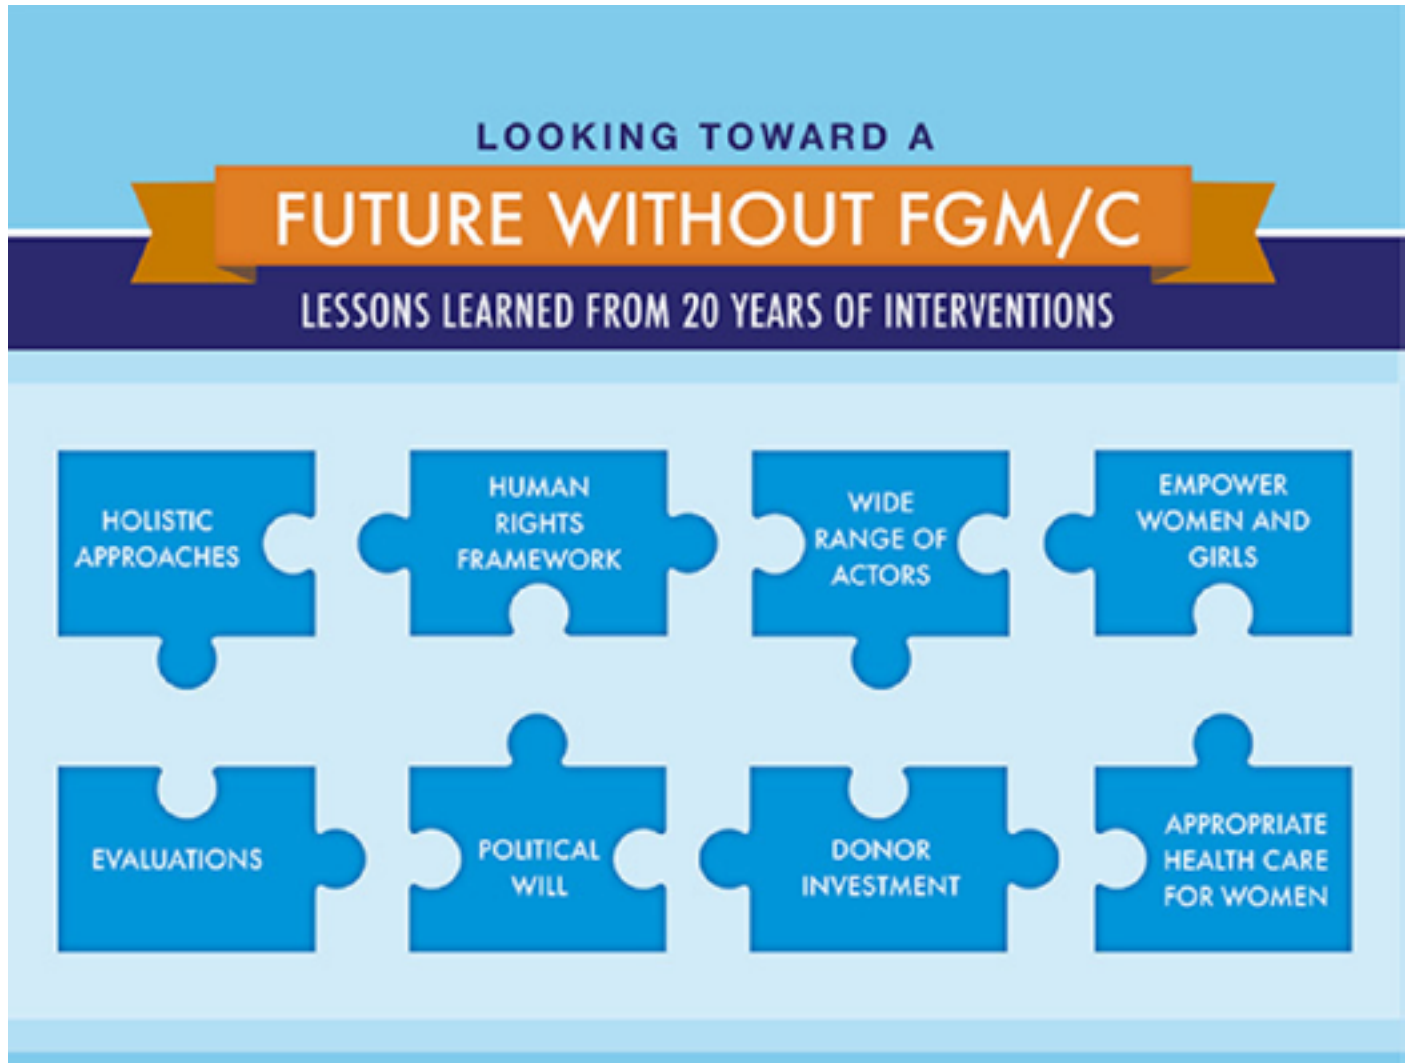 LOOKING TOWARD A
FUTURE WITHOUT FGM/C
LESSONS LEARNED FROM 20 YEARS OF INTERVENTIONS
HOLISTIC
APPROACHES
HUMAN
RIGHTS
FRAMEWORK
WIDE
RANGE OF
ACTORS
EMPOWER
WOMEN AND
GIRLS
EVALUATIONS
POLITICAL
WILL
DONOR
INVESTMENT
APPROPRIATE
HEALTH CARE
FOR WOMEN